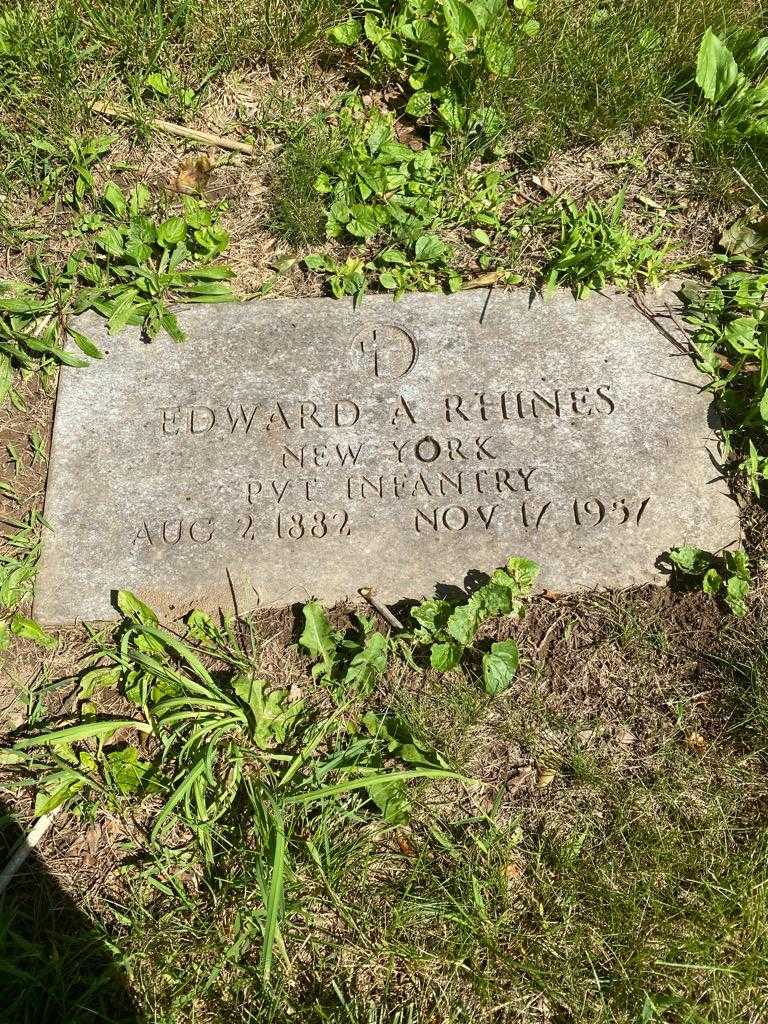 EDWARD A RHINES
NEW YORK
PVT INFANTRY
AUG 2 1882 NOV 17 1957